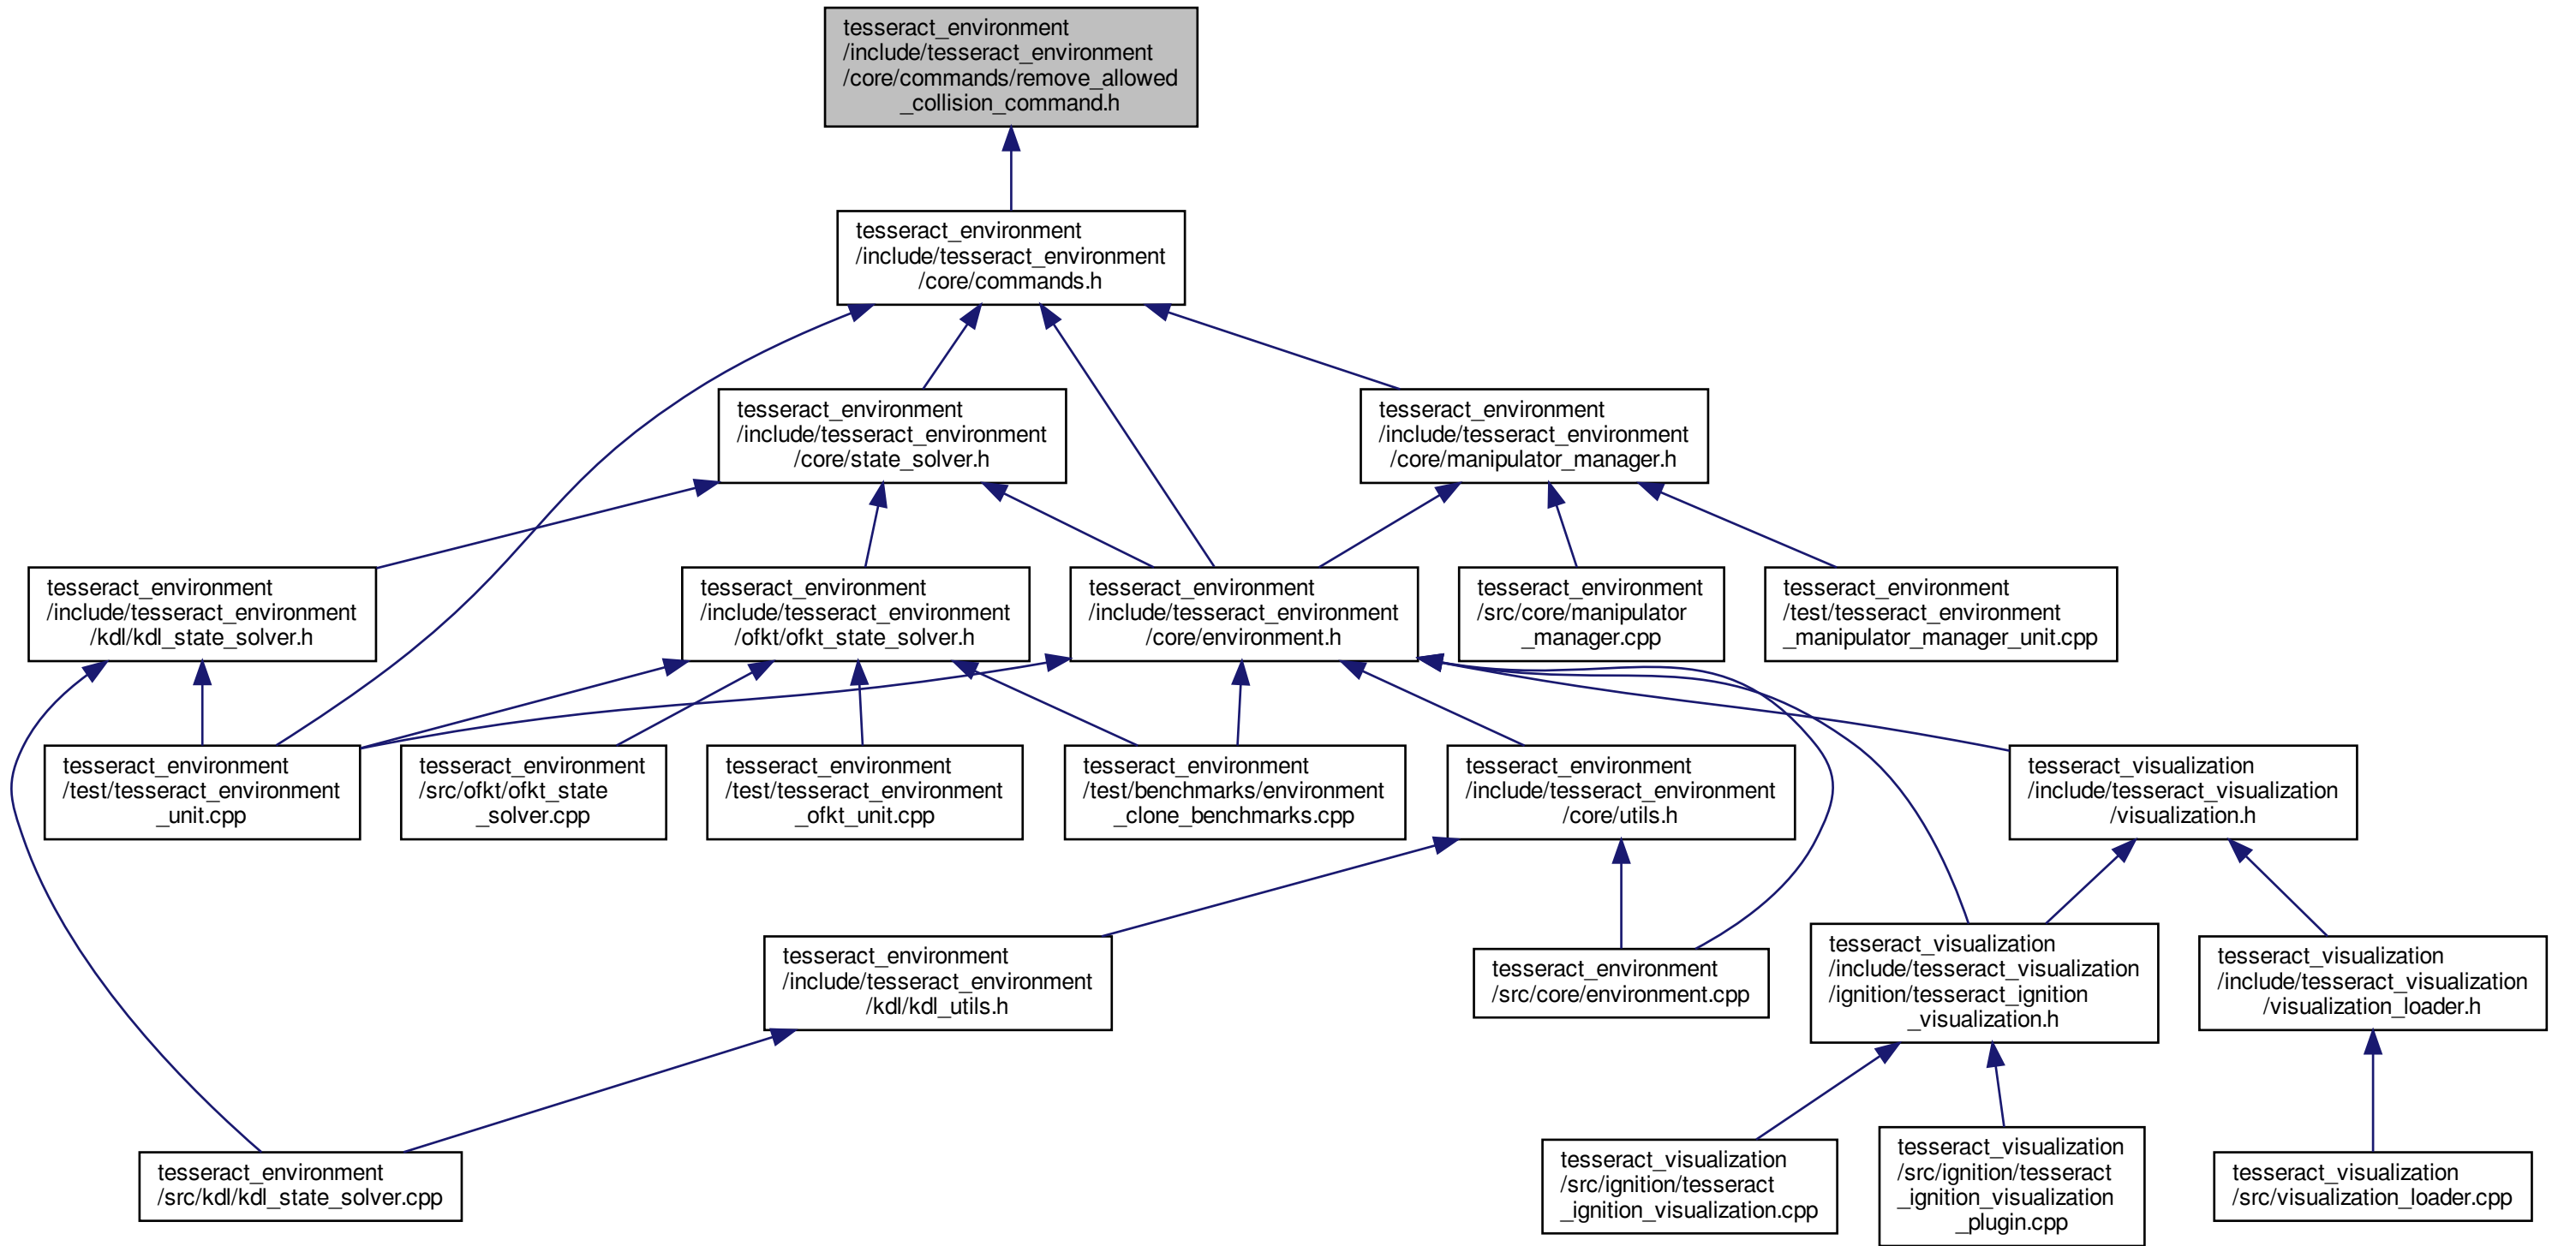 tesseract_environment
/include/tesseract_environment
/core/commands/remove_allowed
_collision_command.h
tesseract_environment
/include/tesseract_environment
/core/commands.h
tesseract_environment
/include/tesseract_environment
/core/state_solver.h
tesseract_environment
/include/tesseract_environment
/core/manipulator_manager.h
tesseract_environment
/include/tesseract_environment
/kdl/kdl_state_solver.h
tesseract_environment
/include/tesseract_environment
/ofkt/ofkt_state_solver.h
tesseract_environment
/include/tesseract_environment
/core/environment.h
tesseract_environment
/src/core/manipulator
_manager.cpp
tesseract_environment
/test/tesseract_environment
_manipulator_manager_unit.cpp
tesseract_environment
/test/tesseract_environment
_unit.cpp
tesseract_environment
/src/ofkt/ofkt_state
_solver.cpp
tesseract_environment
/test/tesseract_environment
_ofkt_unit.cpp
tesseract_environment
/test/benchmarks/environment
_clone_benchmarks.cpp
tesseract_environment
/include/tesseract_environment
/core/utils.h
tesseract_visualization
/include/tesseract_visualization
/visualization.h
tesseract_environment
/include/tesseract_environment
/kdl/kdl_utils.h
tesseract_environment
/src/core/environment.cpp
tesseract_visualization
/include/tesseract_visualization
/ignition/tesseract_ignition
_visualization.h
tesseract_visualization
/include/tesseract_visualization
/visualization_loader.h
tesseract_environment
/src/kdl/kdl_state_solver.cpp
tesseract_visualization
/src/ignition/tesseract
_ignition_visualization.cpp
tesseract_visualization
/src/ignition/tesseract
_ignition_visualization
_plugin.cpp
tesseract_visualization
/src/visualization_loader.cpp